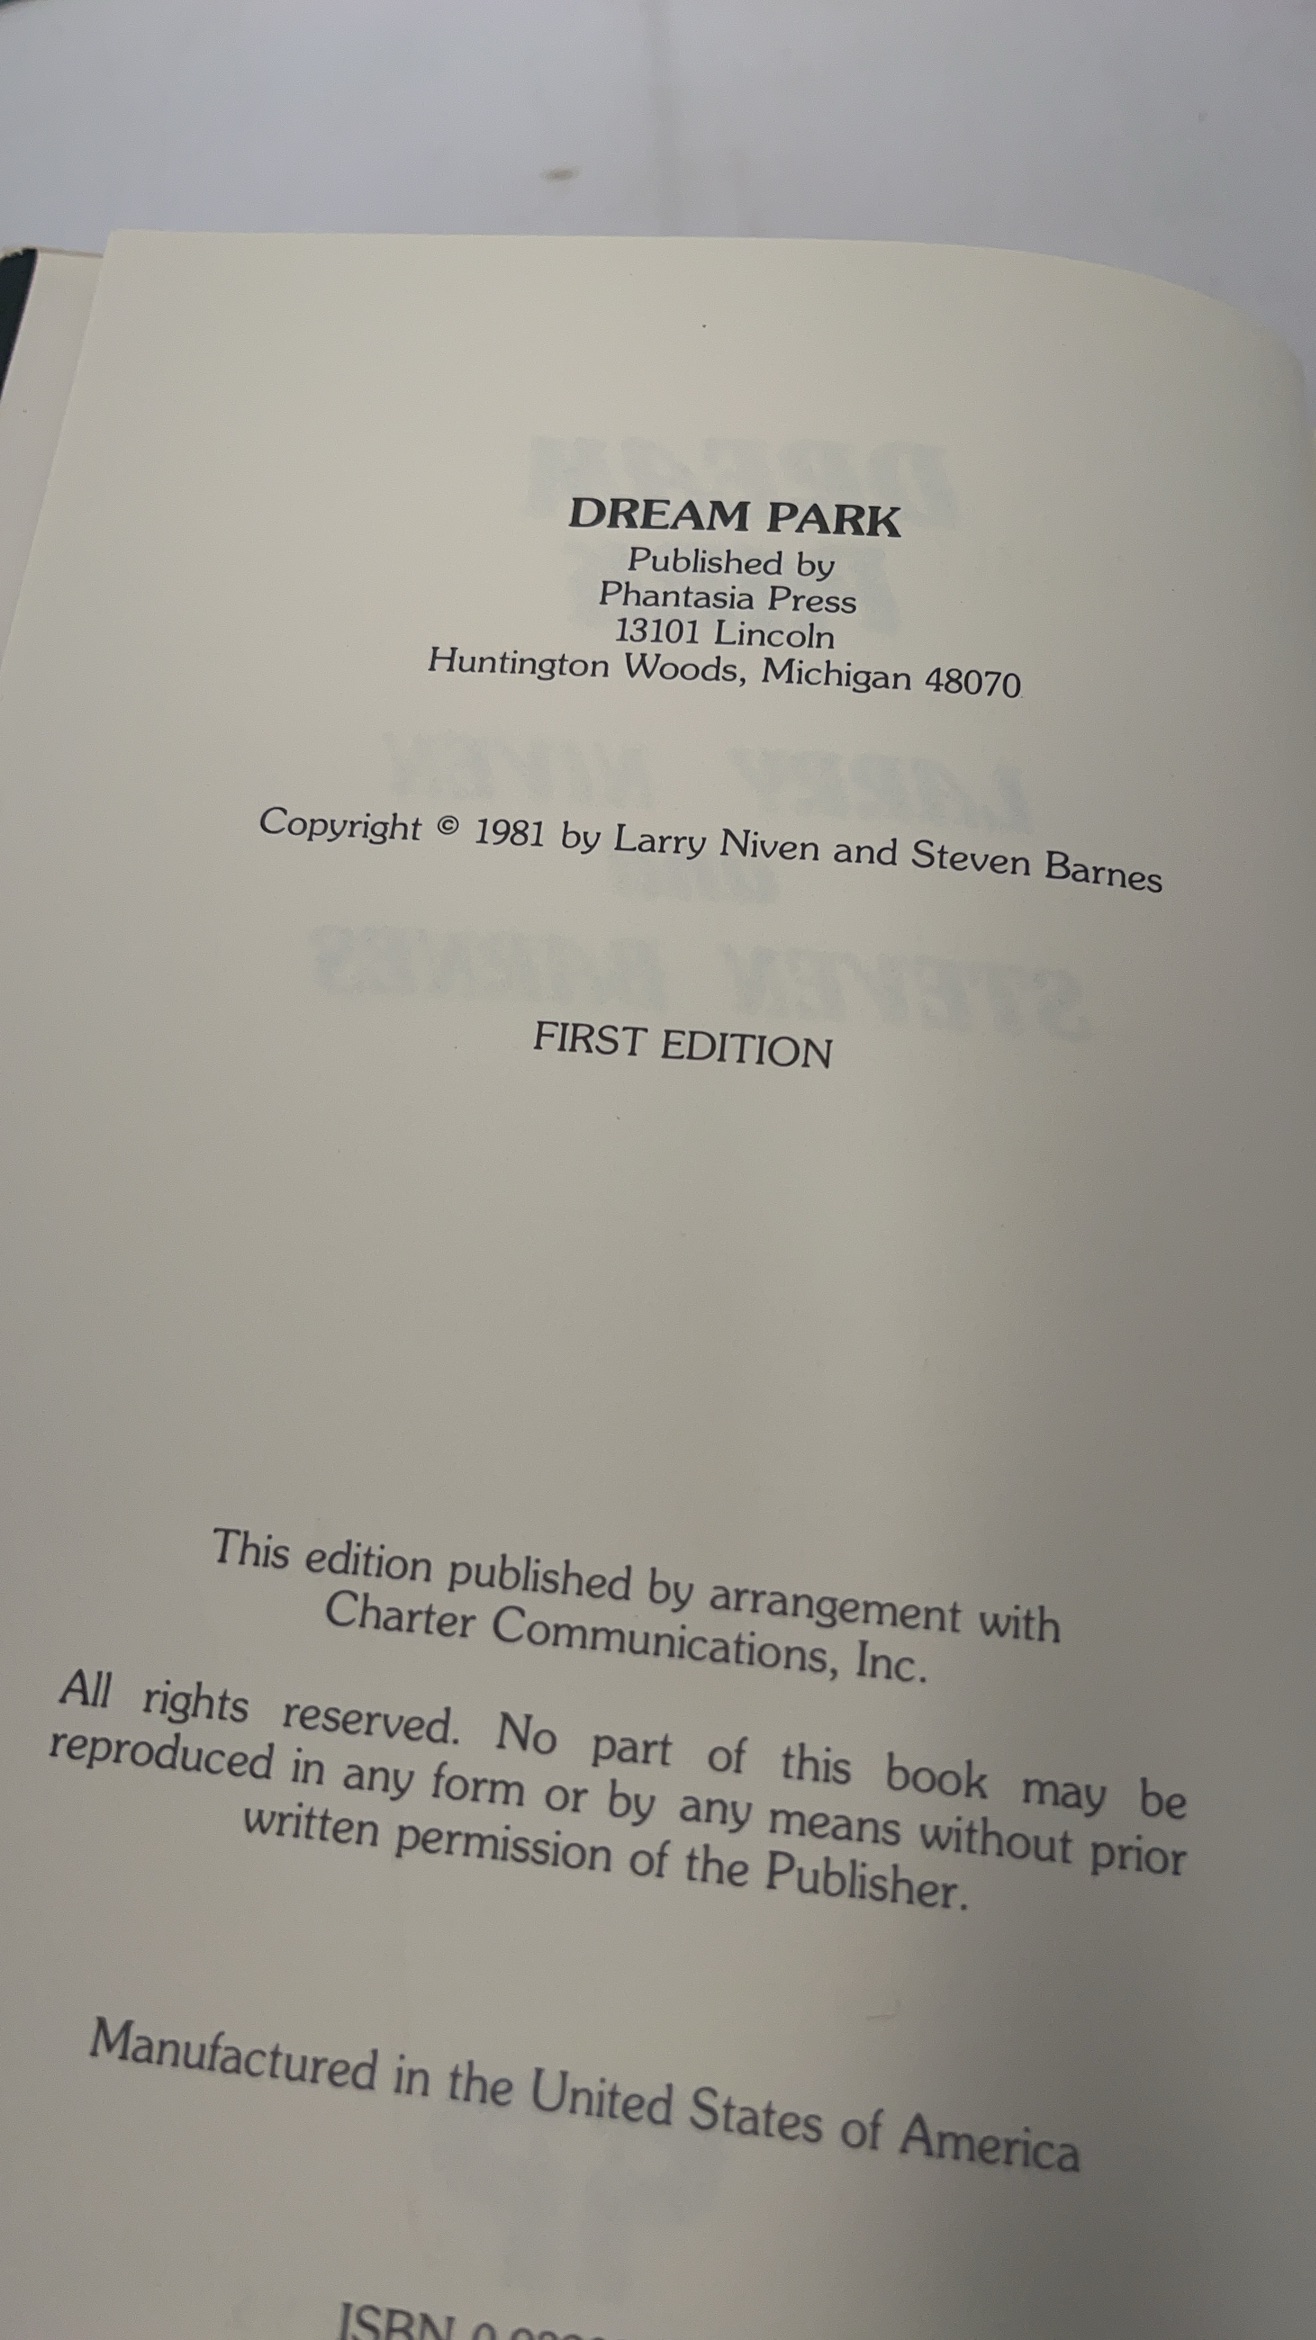 DREAM PARK
Published by
Phantasia Press
13101 Lincoln
Huntington Woods, Michigan 48070
Copyright © 1981 by Larry Niven and Steven Barnes
FIRST EDITION
This edition published by arrangement with
Charter Communications, Inc.
All rights reserved. No part of this book may be
reproduced in any form or by any means without prior
written permission of the Publisher.
Manufactured in the United States of America
ISBN